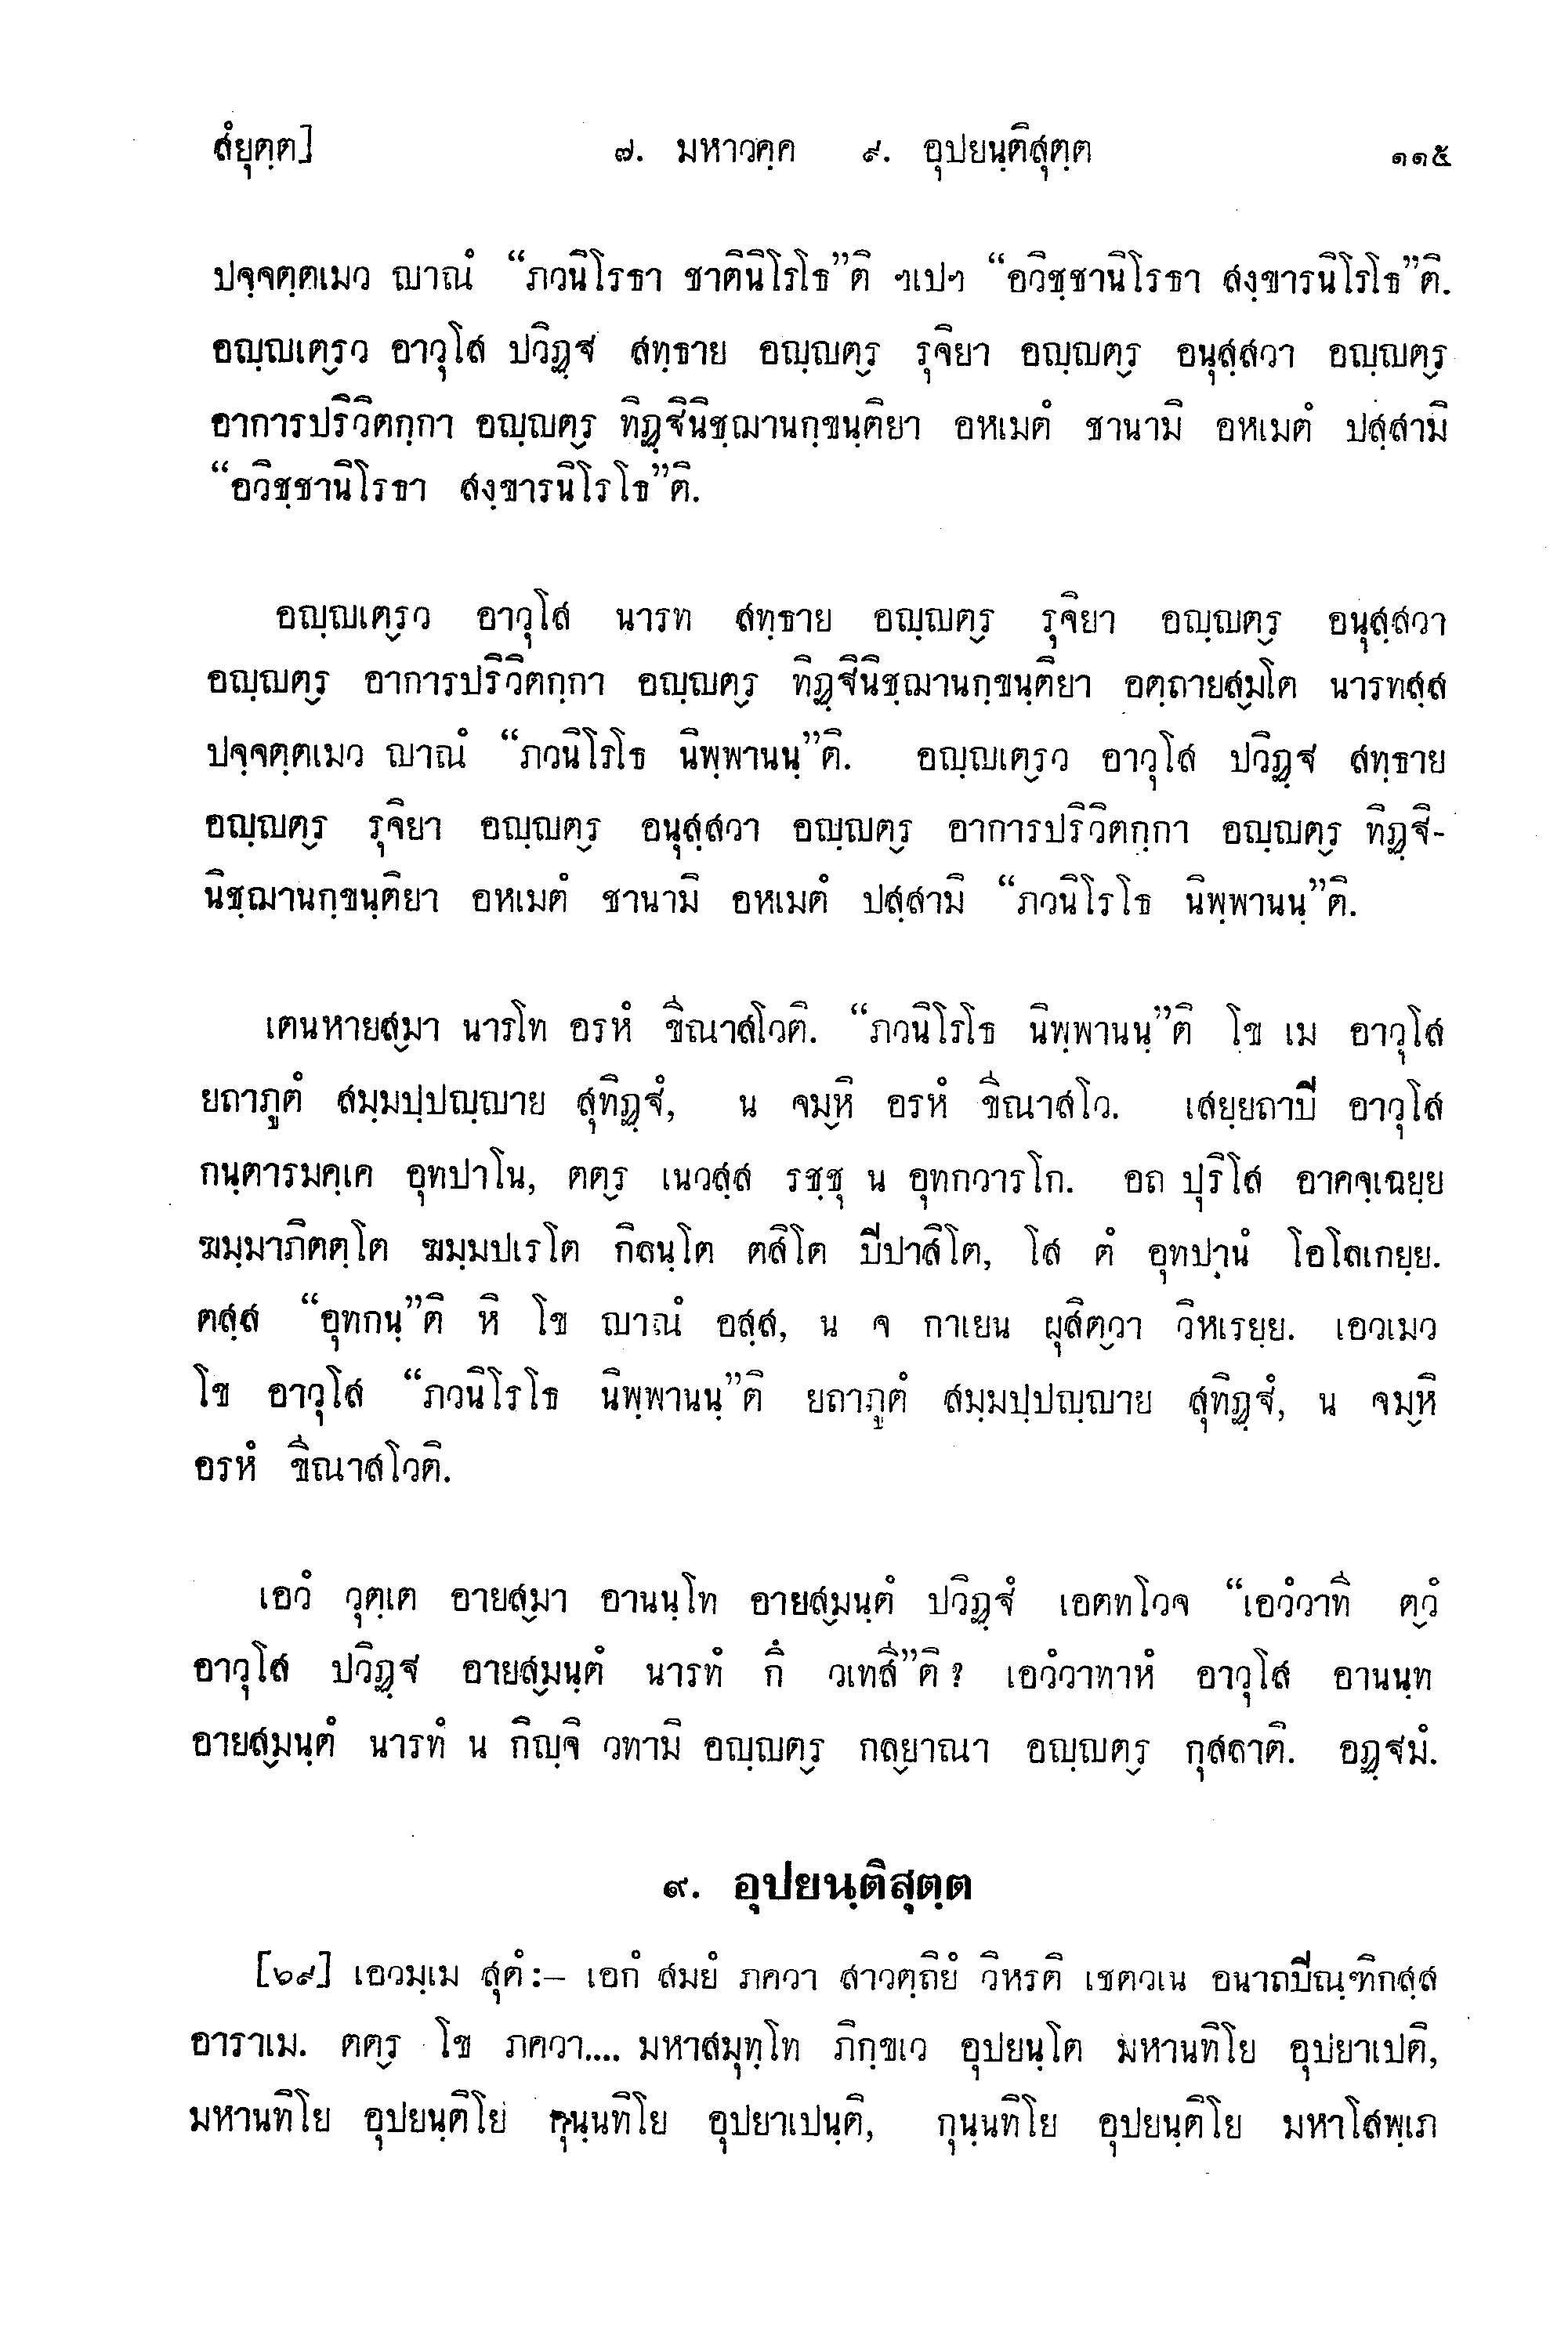 สํยุตฺต] ๗. มหาวคฺค ๙. อุปยนฺติสุตฺต ๑๑๕
ปจฺจตฺตเมว ญาณํ “ภวนิโรธา ชาตินิโรโธ”ติ ฯเปฯ “อวิชฺชานิโรธา สงฺขารนิโรโธ”ติ.
อญฺญเตฺรว อาวุโส ปวิฏฺฐ สทฺธาย อญฺญตฺร รุจิยา อญฺญตฺร อนุสฺสวา อญฺญตฺร
อาการปริวิตกฺกา อญฺญตฺร ทิฏฺฐินิชฺฌานกฺขนฺติยา อหเมตํ ชานามิ อหเมตํ ปสฺสามิ
“อวิชฺชานิโรธา สงฺขารนิโรโธ”ติ.
อญฺญเตฺรว อาวุโส นารท สทฺธาย อญฺญตฺร รุจิยา อญฺญตฺร อนุสฺสวา
อญฺญตฺร อาการปริวิตกฺกา อญฺญตฺร ทิฏฺฐินิชฺฌานกฺขนฺติยา อตฺถายสฺมโต นารทสฺส
ปจฺจตฺตเมว ญาณํ “ภวนิโรโธ นิพฺพานนฺ”ติ. อญฺญเตฺรว อาวุโส ปวิฏฺฐ สทฺธาย
อญฺญตฺร รุจิยา อญฺญตฺร อนุสฺสวา อญฺญตฺร อาการปริวิตกฺกา อญฺญตฺร ทิฏฺฐิ-
นิชฺฌานกฺขนฺติยา อหเมตํ ชานามิ อหเมตํ ปสฺสามิ “ภวนิโรโธ นิพฺพานนฺ”ติ.
เตนหายสฺมา นารโท อรหํ ขีณาสโวติ. “ภวนิโรโธ นิพฺพานนฺ”ติ โข เม อาวุโส
ยถาภูตํ สมฺมปฺปญฺญาย สุทิฏฺฐํ, น จมฺหิ อรหํ ขีณาสโว. เสยฺยถาปิ อาวุโส
กนฺตารมคฺเค อุทปาโน, ตตฺร เนวสฺส รชฺชุ น อุทกวารโก. อถ ปุริโส อาคจฺเฉยฺย
ฆมฺมาภิตตฺโต ฆมฺมปเรโต กิลนฺโต ตสิโต ปิปาสิโต, โส ตํ อุทปานํ โอโลเกยฺย.
ตสฺส “อุทกนฺ”ติ หิ โข ญาณํ อสฺส, น จ กาเยน ผุสิตฺวา วิหเรยฺย. เอวเมว
โข อาวุโส “ภวนิโรโธ นิพฺพานนฺ”ติ ยถาภูตํ สมฺมปฺปญฺญาย สุทิฏฺฐํ, น จมฺหิ
อรหํ ขีณาสโวติ.
เอวํ วุตฺเต อายสฺมา อานนฺโท อายสฺมนฺตํ ปวิฏฺฐํ เอตทโวจ “เอวํวาที ตฺวํ
อาวุโส ปวิฏฺฐ อายสฺมนฺตํ นารทํ กึ วเทสี”ติ? เอวํวาทาหํ อาวุโส อานนฺท
อายสฺมนฺตํ นารทํ น กิญฺจิ วทามิ อญฺญตฺร กลฺยาณา อญฺญตฺร กุสลาติ. อฏฺฐมํ.
๙. อุปยนฺติสุตฺต
[๖๙] เอวมฺเม สุตํ:– เอกํ สมยํ ภควา สาวตฺถิยํ วิหรติ เชตวเน อนาถปิณฺฑิกสฺส
อาราเม. ตตฺร โข ภควา.... มหาสมุทฺโท ภิกฺขเว อุปยนฺโต มหานทิโย อุปยาเปติ,
มหานทิโย อุปยนฺติโย กุนฺนทิโย อุปยาเปนฺติ, กุนฺนทิโย อุปยนฺติโย มหาโสพฺเภ